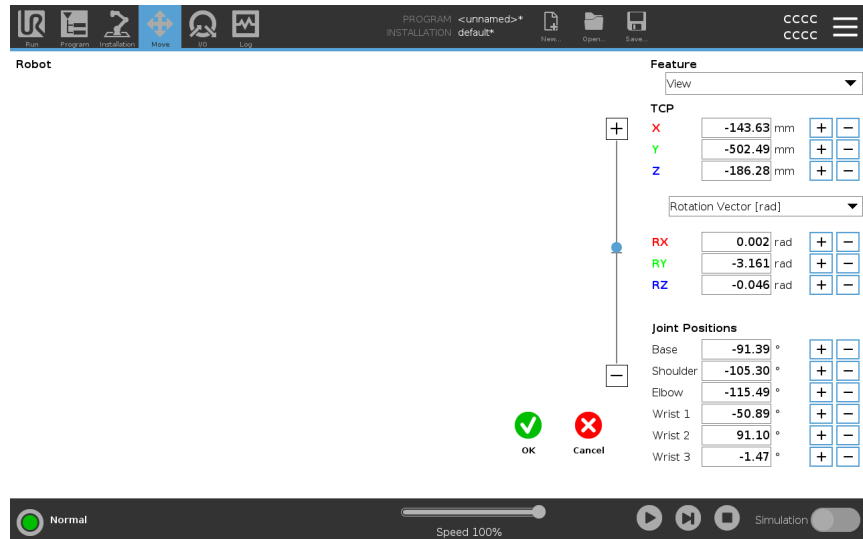 Run Program Installation Move I/O Log
PROGRAM <unnamed>*
INSTALLATION default*
New... Open... Save...
CCCC
CCCC
Robot
Feature
View
TCP
X -143.63 mm + −
Y -502.49 mm + −
Z -186.28 mm + −
Rotation Vector [rad]
RX 0.002 rad + −
RY -3.161 rad + −
RZ -0.046 rad + −
Joint Positions
Base -91.39 ° + −
Shoulder -105.30 ° + −
Elbow -115.49 ° + −
Wrist 1 -50.89 ° + −
Wrist 2 91.10 ° + −
Wrist 3 -1.47 ° + −
+
−
OK Cancel
Normal
Speed 100%
Simulation